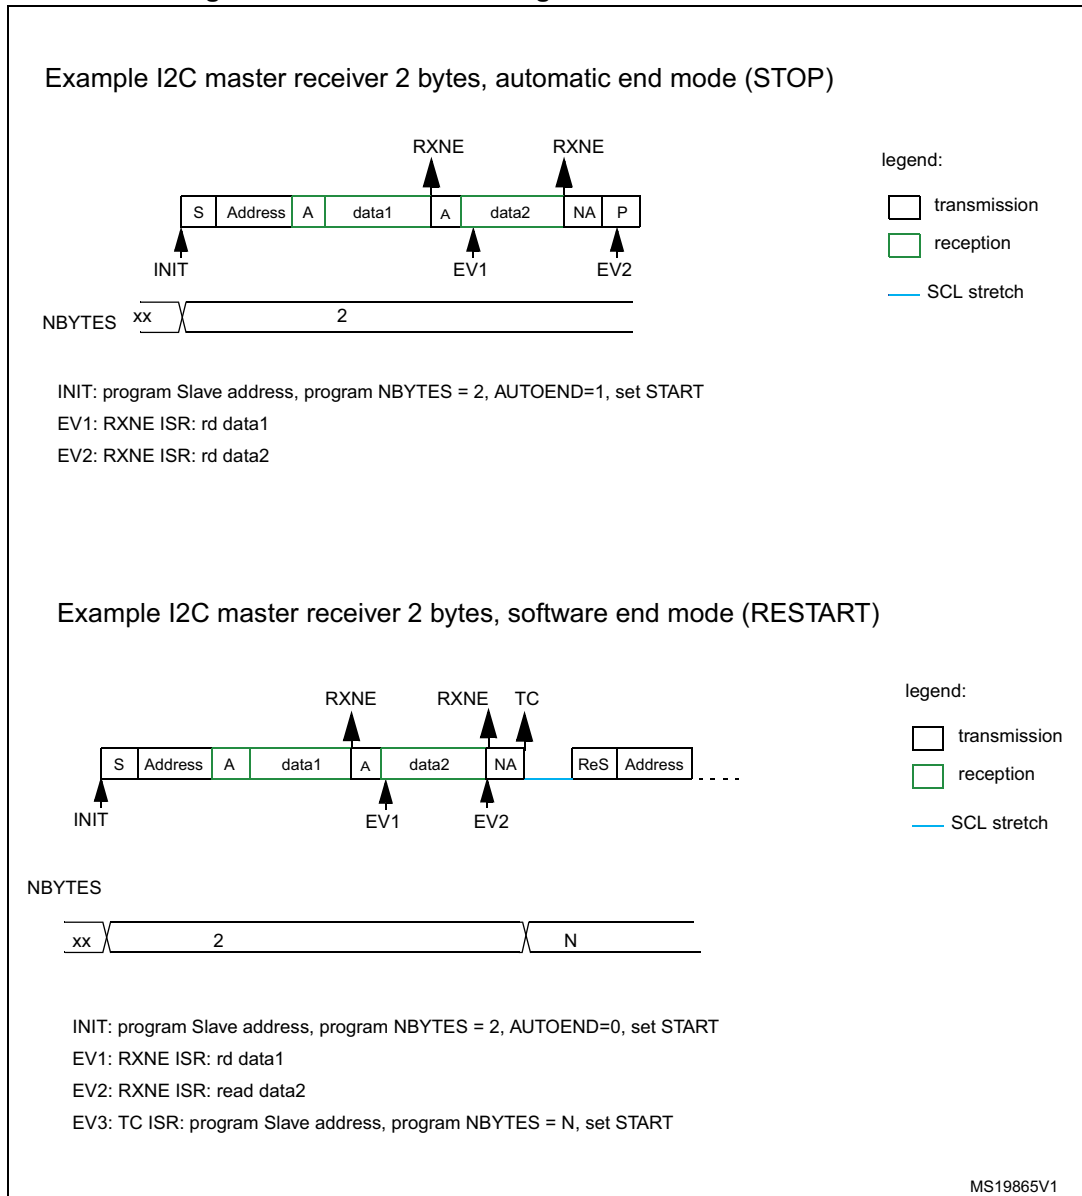 Example I2C master receiver 2 bytes, automatic end mode (STOP)
RXNE RXNE
legend:
S Address A data1 A data2 NA P
transmission
reception
INIT EV1 EV2
SCL stretch
NBYTES xx 2
INIT: program Slave address, program NBYTES = 2, AUTOEND=1, set START
EV1: RXNE ISR: rd data1
EV2: RXNE ISR: rd data2
Example I2C master receiver 2 bytes, software end mode (RESTART)
RXNE RXNE TC
legend:
S Address A data1 A data2 NA ReS Address
transmission
reception
INIT EV1 EV2
SCL stretch
NBYTES
xx 2 N
INIT: program Slave address, program NBYTES = 2, AUTOEND=0, set START
EV1: RXNE ISR: rd data1
EV2: RXNE ISR: read data2
EV3: TC ISR: program Slave address, program NBYTES = N, set START
MS19865V1